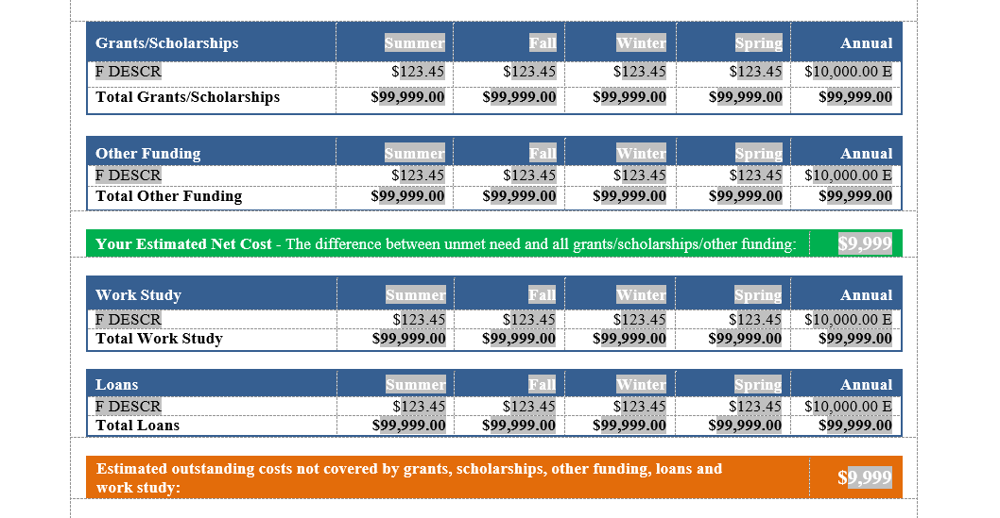 Grants/Scholarships Summer Fall Winter Spring Annual
F DESCR $123.45 $123.45 $123.45 $123.45 $10,000.00 E
Total Grants/Scholarships $99,999.00 $99,999.00 $99,999.00 $99,999.00 $99,999.00
Other Funding Summer Fall Winter Spring Annual
F DESCR $123.45 $123.45 $123.45 $123.45 $10,000.00 E
Total Other Funding $99,999.00 $99,999.00 $99,999.00 $99,999.00 $99,999.00
Your Estimated Net Cost - The difference between unmet need and all grants/scholarships/other funding: $9,999
Work Study Summer Fall Winter Spring Annual
F DESCR $123.45 $123.45 $123.45 $123.45 $10,000.00 E
Total Work Study $99,999.00 $99,999.00 $99,999.00 $99,999.00 $99,999.00
Loans Summer Fall Winter Spring Annual
F DESCR $123.45 $123.45 $123.45 $123.45 $10,000.00 E
Total Loans $99,999.00 $99,999.00 $99,999.00 $99,999.00 $99,999.00
Estimated outstanding costs not covered by grants, scholarships, other funding, loans and
work study: $9,999